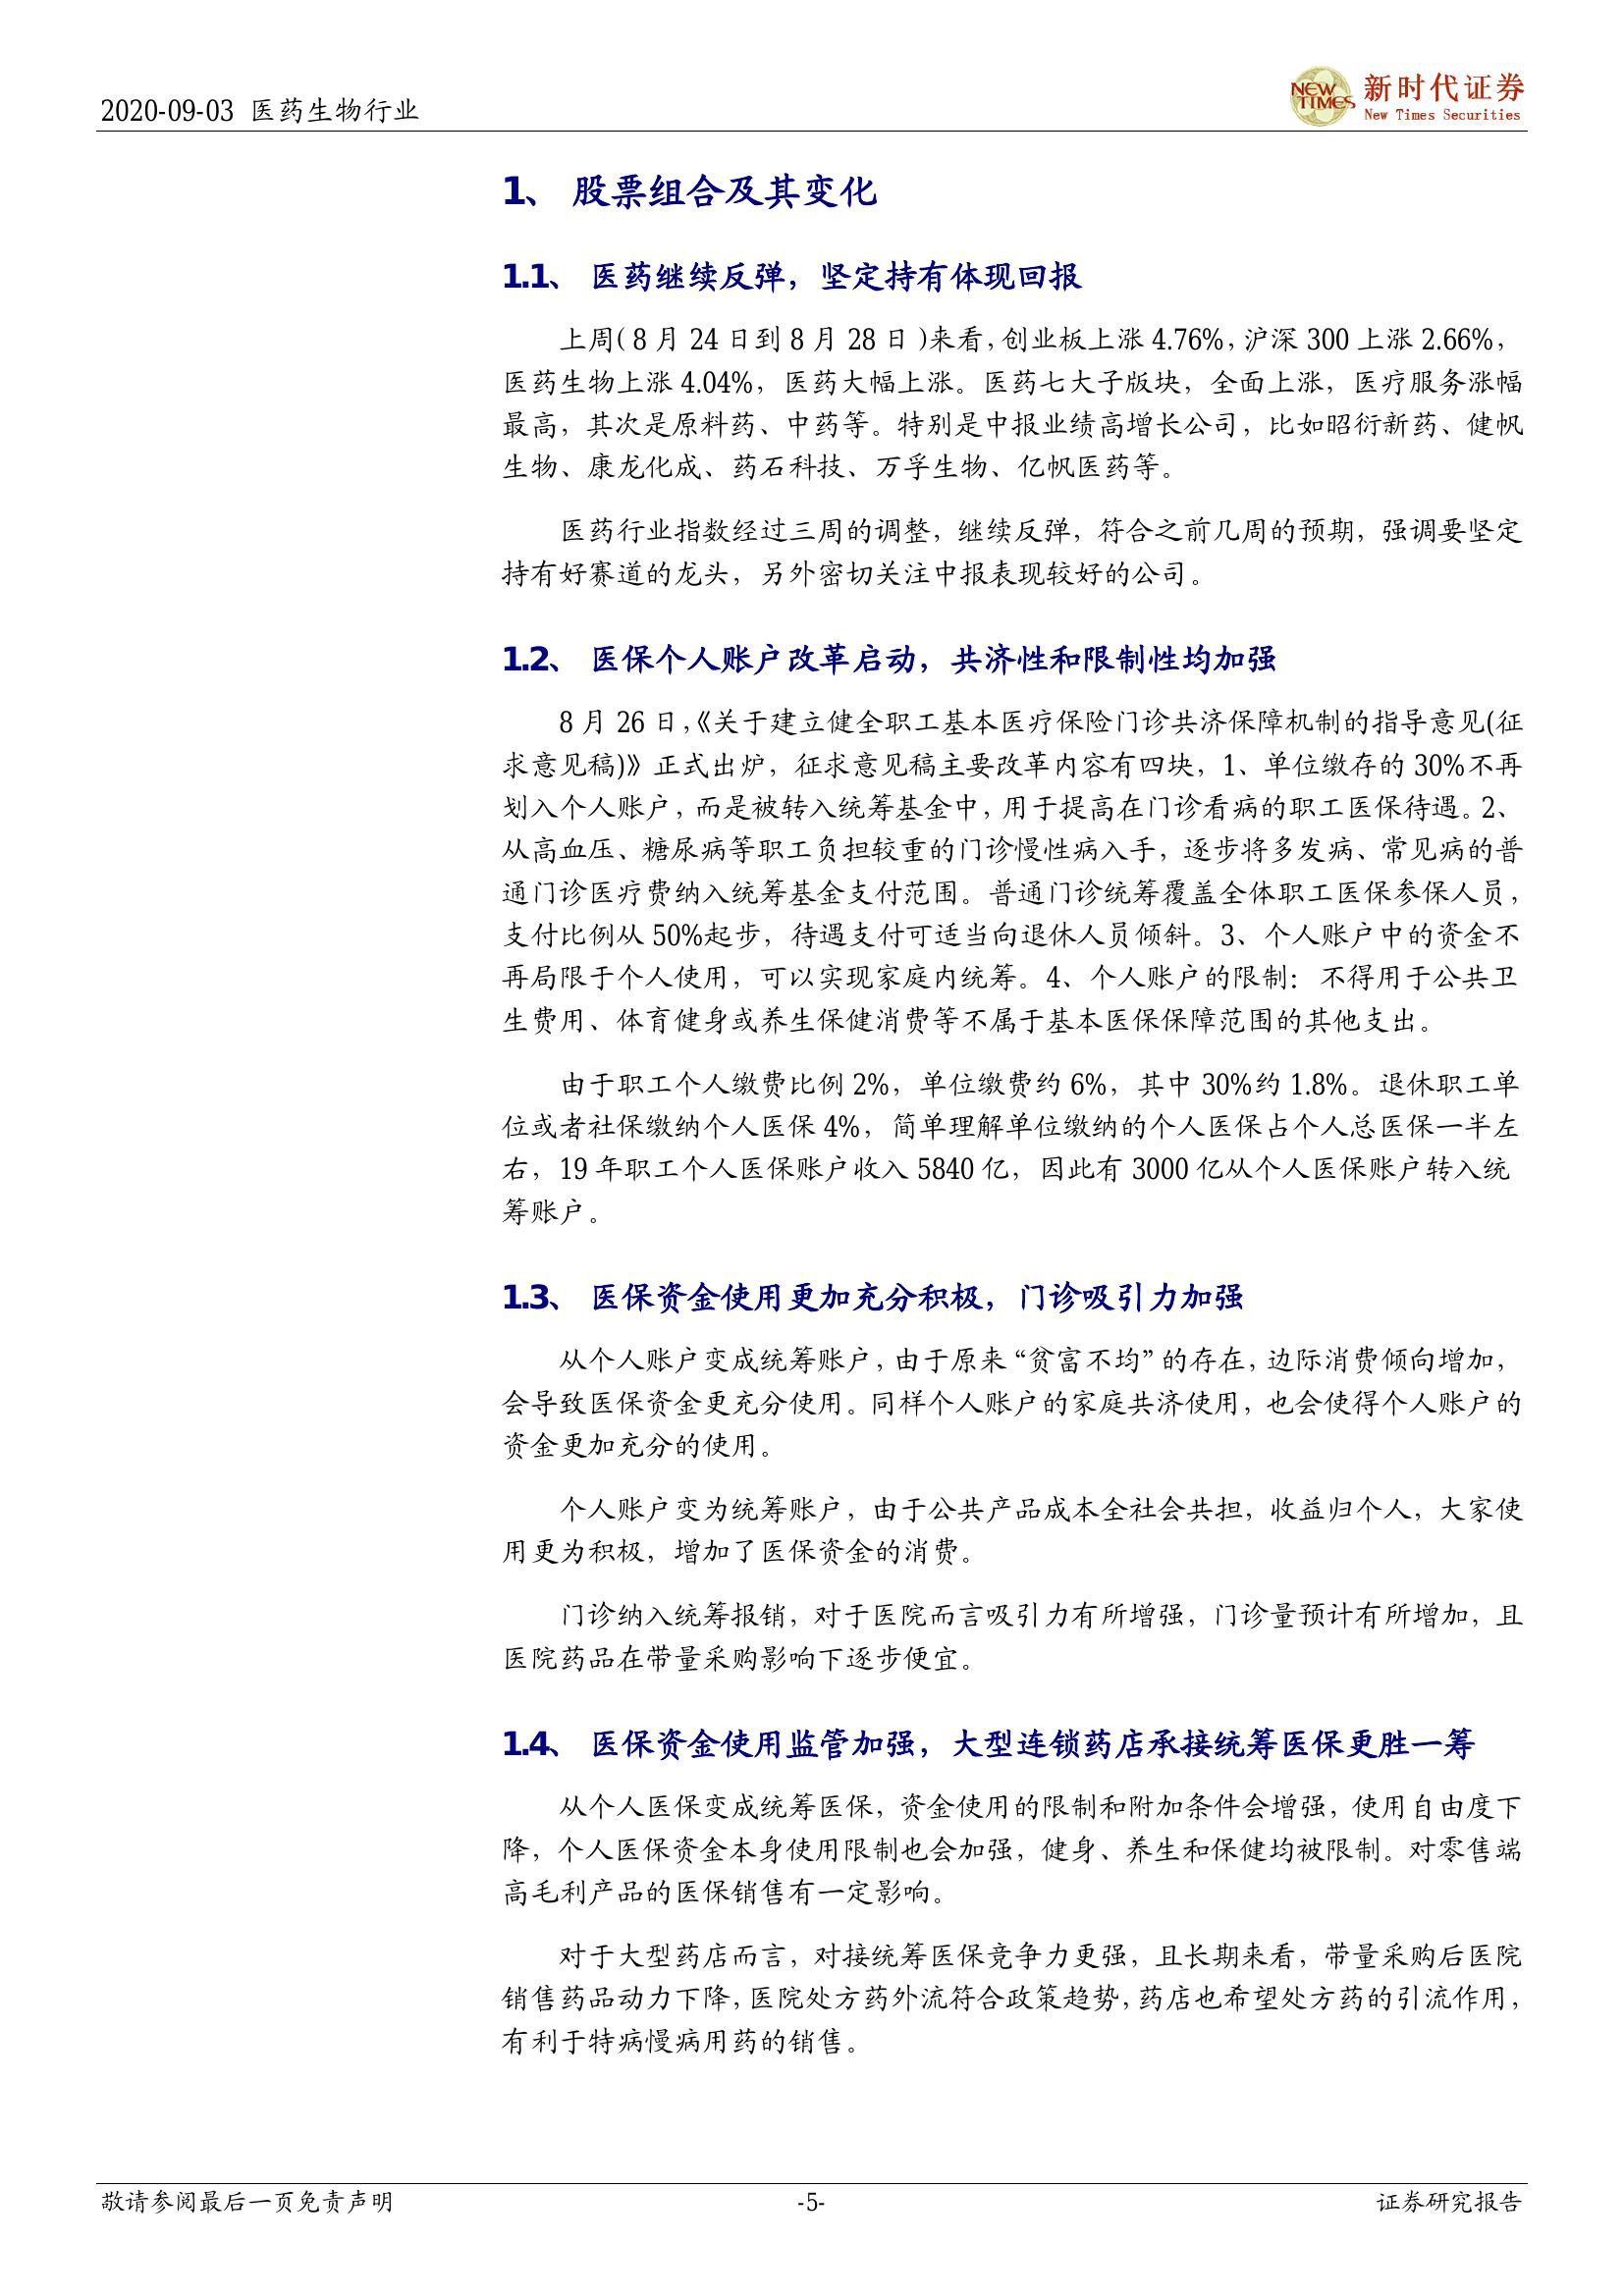 2020-09-03 医药生物行业
NEW TIMES
新时代证券
New Times Securities
1、 股票组合及其变化
1.1、 医药继续反弹，坚定持有体现回报
上周（8 月 24 日到 8 月 28 日）来看，创业板上涨 4.76%，沪深 300 上涨 2.66%，
医药生物上涨 4.04%，医药大幅上涨。医药七大子版块，全面上涨，医疗服务涨幅
最高，其次是原料药、中药等。特别是中报业绩高增长公司，比如昭衍新药、健帆
生物、康龙化成、药石科技、万孚生物、亿帆医药等。
医药行业指数经过三周的调整，继续反弹，符合之前几周的预期，强调要坚定
持有好赛道的龙头，另外密切关注中报表现较好的公司。
1.2、 医保个人账户改革启动，共济性和限制性均加强
8 月 26 日，《关于建立健全职工基本医疗保险门诊共济保障机制的指导意见(征
求意见稿)》正式出炉，征求意见稿主要改革内容有四块，1、单位缴存的 30%不再
划入个人账户，而是被转入统筹基金中，用于提高在门诊看病的职工医保待遇。2、
从高血压、糖尿病等职工负担较重的门诊慢性病入手，逐步将多发病、常见病的普
通门诊医疗费纳入统筹基金支付范围。普通门诊统筹覆盖全体职工医保参保人员，
支付比例从 50%起步，待遇支付可适当向退休人员倾斜。3、个人账户中的资金不
再局限于个人使用，可以实现家庭内统筹。4、个人账户的限制：不得用于公共卫
生费用、体育健身或养生保健消费等不属于基本医保保障范围的其他支出。
由于职工个人缴费比例 2%，单位缴费约 6%，其中 30%约 1.8%。退休职工单
位或者社保缴纳个人医保 4%，简单理解单位缴纳的个人医保占个人总医保一半左
右，19 年职工个人医保账户收入 5840 亿，因此有 3000 亿从个人医保账户转入统
筹账户。
1.3、 医保资金使用更加充分积极，门诊吸引力加强
从个人账户变成统筹账户，由于原来“贫富不均”的存在，边际消费倾向增加，
会导致医保资金更充分使用。同样个人账户的家庭共济使用，也会使得个人账户的
资金更加充分的使用。
个人账户变为统筹账户，由于公共产品成本全社会共担，收益归个人，大家使
用更为积极，增加了医保资金的消费。
门诊纳入统筹报销，对于医院而言吸引力有所增强，门诊量预计有所增加，且
医院药品在带量采购影响下逐步便宜。
1.4、 医保资金使用监管加强，大型连锁药店承接统筹医保更胜一筹
从个人医保变成统筹医保，资金使用的限制和附加条件会增强，使用自由度下
降，个人医保资金本身使用限制也会加强，健身、养生和保健均被限制。对零售端
高毛利产品的医保销售有一定影响。
对于大型药店而言，对接统筹医保竞争力更强，且长期来看，带量采购后医院
销售药品动力下降，医院处方药外流符合政策趋势，药店也希望处方药的引流作用，
有利于特病慢病用药的销售。
敬请参阅最后一页免责声明
-5-
证券研究报告